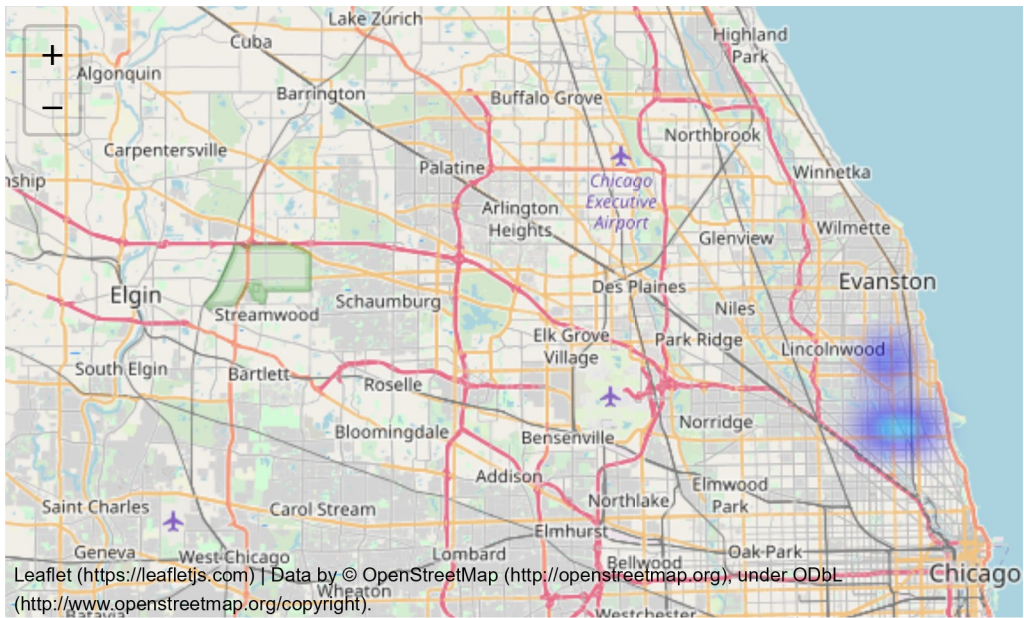 Lake Zurich
Highland
Park
Cuba
+
Algonquin
−
Barrington
Buffalo Grove
Northbrook
Carpentersville
Palatine
Winnetka
nship
Chicago
Executive
Airport
Arlington
Heights
Wilmette
Glenview
Evanston
Des Plaines
Elgin
Schaumburg
Streamwood
Niles
Elk Grove
Village
Park Ridge
Lincolnwood
South Elgin
Bartlett
Roselle
Norridge
Bloomingdale
Bensenville
Addison
Elmwood
Park
Northlake
Saint Charles
Carol Stream
Elmhurst
Geneva
West Chicago
Lombard
Oak Park
Bellwood
Chicago
Leaflet (https://leafletjs.com) | Data by © OpenStreetMap (http://openstreetmap.org), under ODbL
Wheaton
(http://www.openstreetmap.org/copyright).
Batavia
Westchester